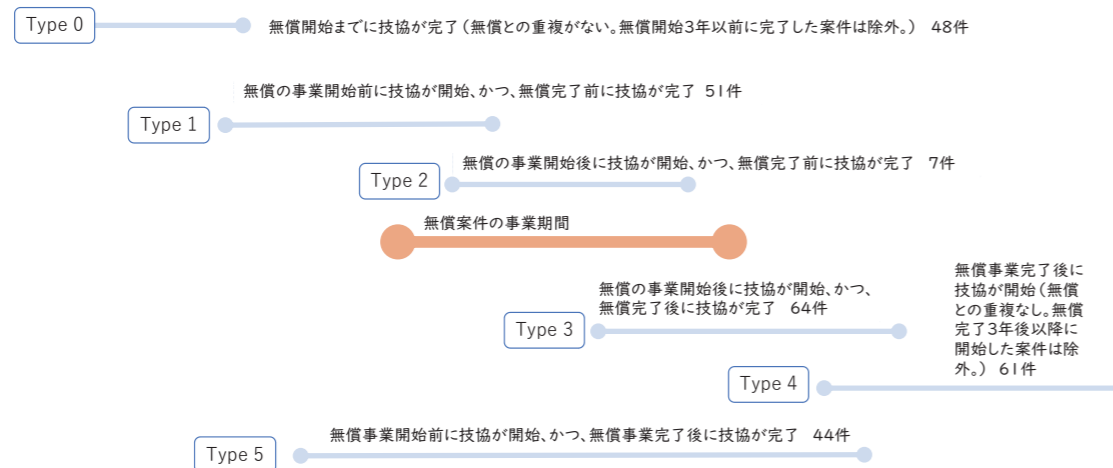 Type 0
無償開始までに技協が完了(無償との重複がない。無償開始3年以前に完了した案件は除外。) 48件
無償の事業開始前に技協が開始、かつ、無償完了前に技協が完了 51件
Type 1
無償の事業開始後に技協が開始、かつ、無償完了前に技協が完了 7件
Type 2
無償案件の事業期間
無償の事業開始後に技協が開始、かつ、
無償完了後に技協が完了 64件
Type 3
無償事業完了後に
技協が開始(無償
との重複なし。無償
完了3年後以降に
開始した案件は除
外。) 61件
Type 4
無償事業開始前に技協が開始、かつ、無償事業完了後に技協が完了 44件
Type 5